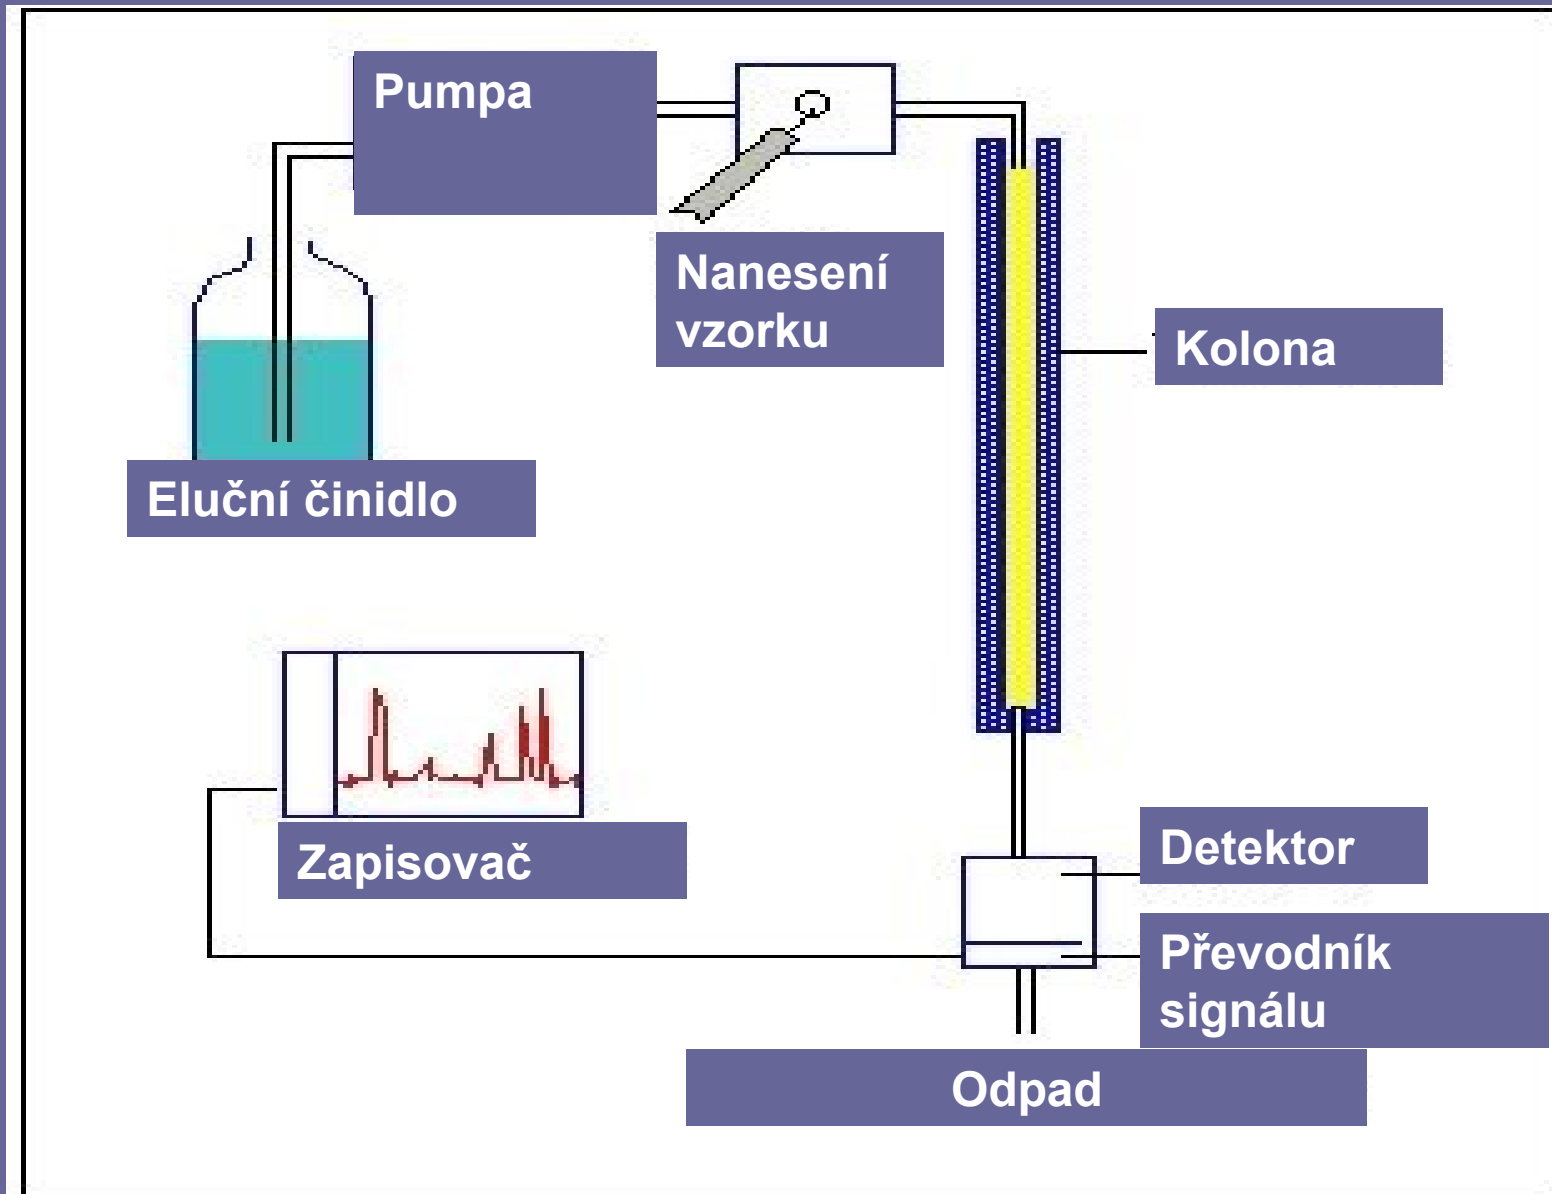 Pumpa
Nanesení
vzorku
Kolona
Eluční činidlo
Zapisovač
Detektor
Převodník
signálu
Odpad